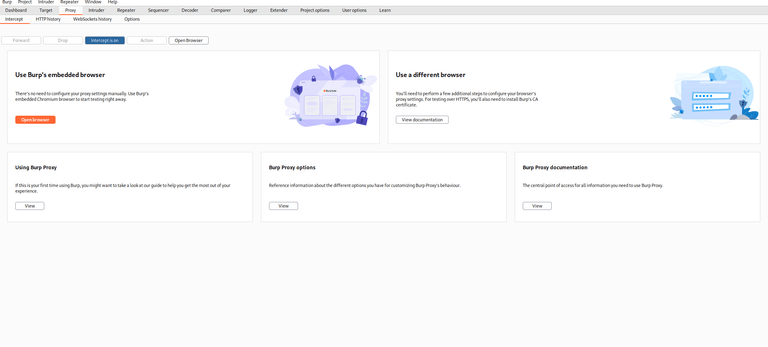 Burp Project Intruder Repeater Window Help
Dashboard Target Proxy Intruder Repeater Sequencer Decoder Comparer Logger Extender Project options User options Learn
Intercept HTTP history WebSockets history Options
Forward Drop Intercept is on Action Open Browser
Use Burp's embedded browser
There's no need to configure your proxy settings manually. Use Burp's
embedded Chromium browser to start testing right away.
Open browser
Use a different browser
You'll need to perform a few additional steps to configure your browser's
proxy settings. For testing over HTTPS, you'll also need to install Burp's CA
certificate.
View documentation
Using Burp Proxy
If this is your first time using Burp, you might want to take a look at our guide to help you get the most out of your
experience.
View
Burp Proxy options
Reference information about the different options you have for customizing Burp Proxy's behaviour.
View
Burp Proxy documentation
The central point of access for all information you need to use Burp Proxy.
View